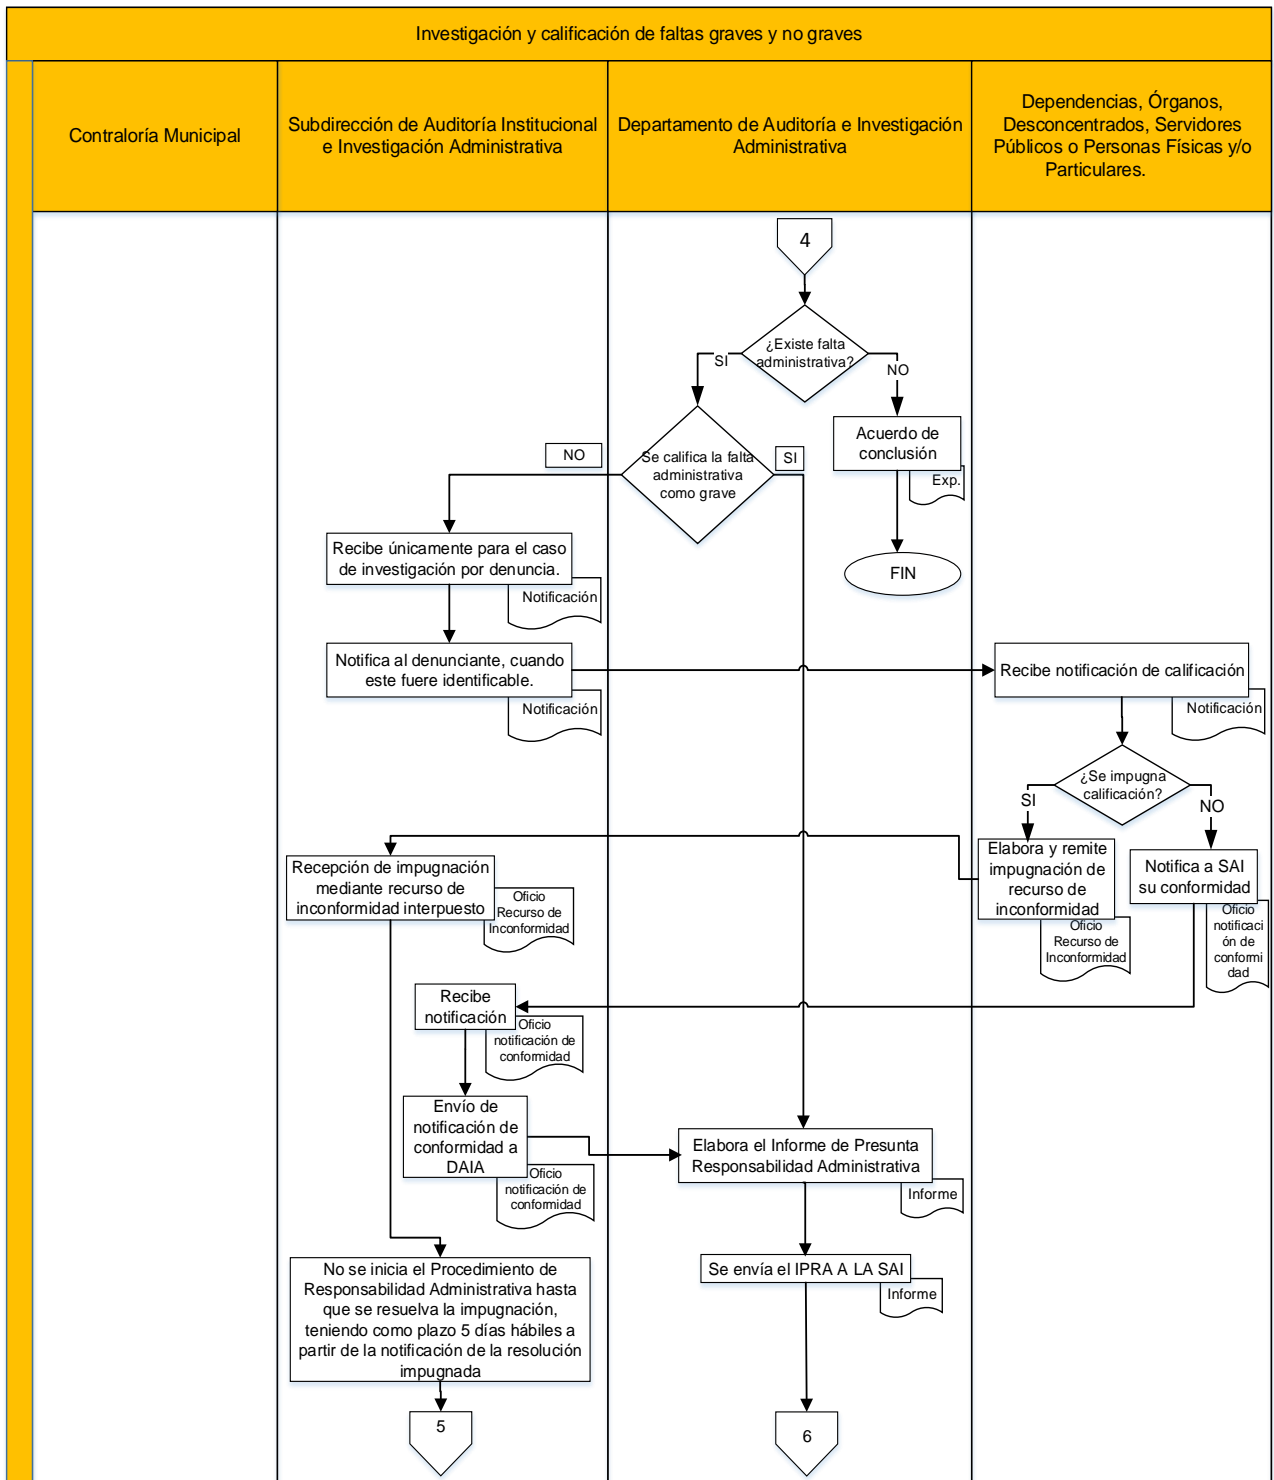 Investigación y calificación de faltas graves y no graves
Contraloría Municipal
Subdirección de Auditoría Institucional
e Investigación Administrativa
Departamento de Auditoría e Investigación
Administrativa
Dependencias, Órganos,
Desconcentrados, Servidores
Públicos o Personas Físicas y/o
Particulares.
4
¿Existe falta
administrativa?
SI
NO
Acuerdo de
conclusión
Exp.
FIN
Se califica la falta
administrativa
como grave
NO
SI
Recibe únicamente para el caso
de investigación por denuncia.
Notificación
Notifica al denunciante, cuando
este fuere identificable.
Notificación
Recibe notificación de calificación
Notificación
¿Se impugna
calificación?
SI
NO
Elabora y remite
impugnación de
recurso de
inconformidad
Oficio
Recurso de
Inconformidad
Notifica a SAI
su conformidad
Oficio
notificaci
ón de
conformi
dad
Recepción de impugnación
mediante recurso de
inconformidad interpuesto
Oficio
Recurso de
Inconformidad
Recibe
notificación
Oficio
notificación de
conformidad
Envío de
notificación de
conformidad a
DAIA
Oficio
notificación de
conformidad
Elabora el Informe de Presunta
Responsabilidad Administrativa
Informe
Se envía el IPRA A LA SAI
Informe
No se inicia el Procedimiento de
Responsabilidad Administrativa hasta
que se resuelva la impugnación,
teniendo como plazo 5 días hábiles a
partir de la notificación de la resolución
impugnada
5
6